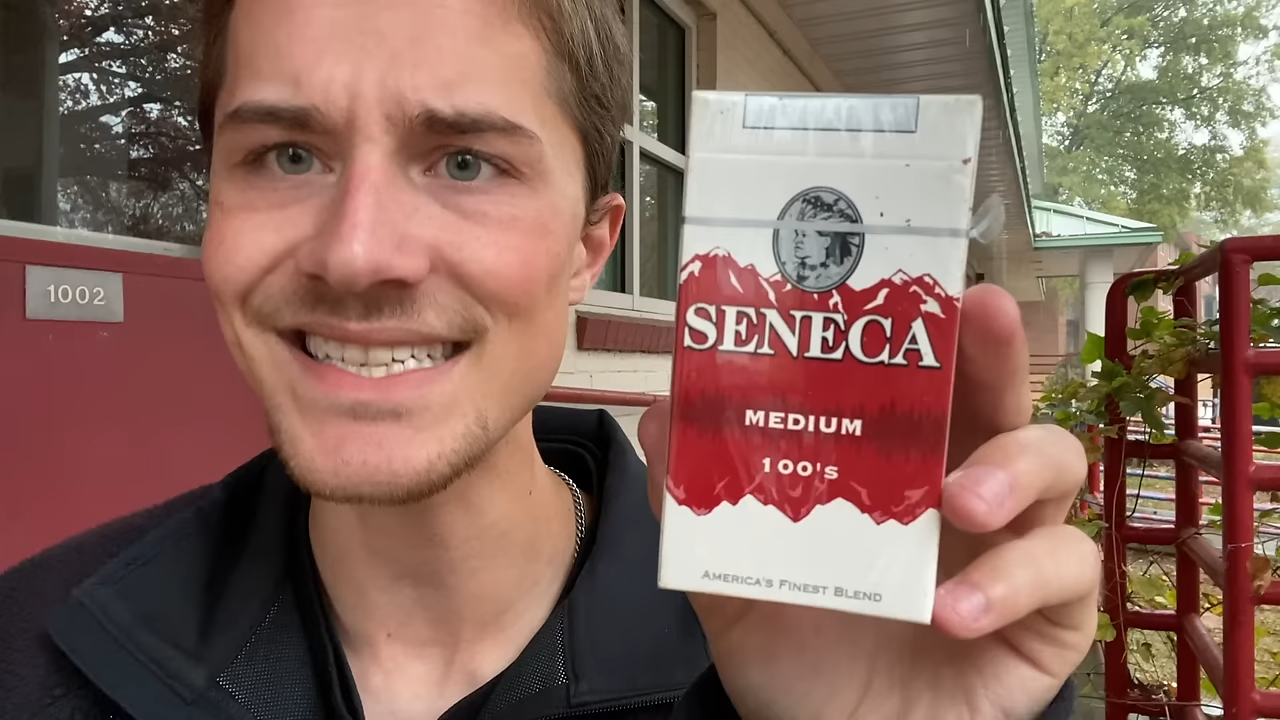 1002
SENECA
MEDIUM
100's
AMERICA'S FINEST BLEND